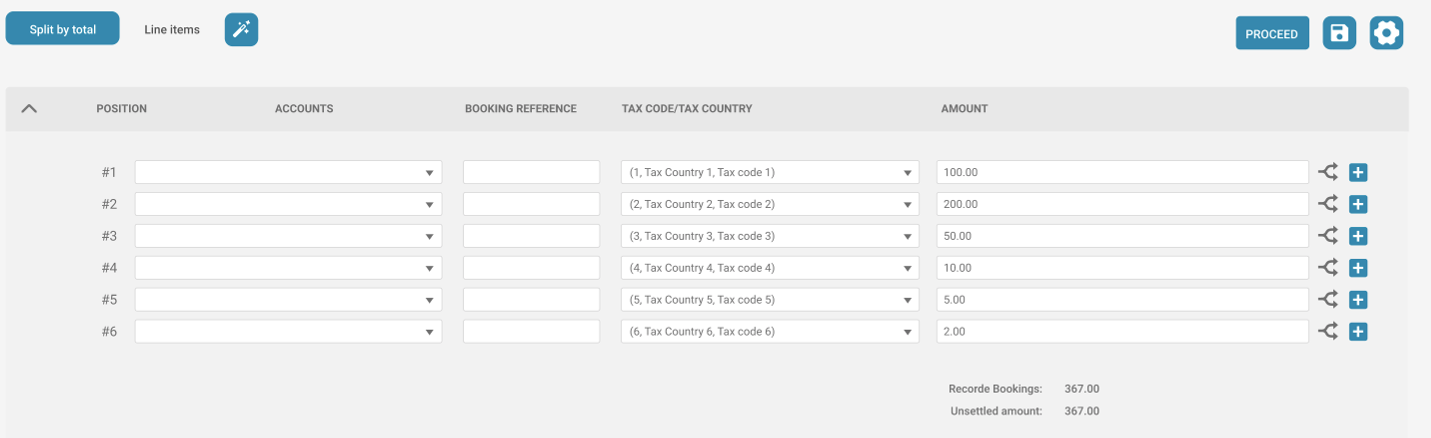 Split by total Line items PROCEED
POSITION ACCOUNTS BOOKING REFERENCE TAX CODE/TAX COUNTRY AMOUNT
#1 (1, Tax Country 1, Tax code 1) 100.00
#2 (2, Tax Country 2, Tax code 2) 200.00
#3 (3, Tax Country 3, Tax code 3) 50.00
#4 (4, Tax Country 4, Tax code 4) 10.00
#5 (5, Tax Country 5, Tax code 5) 5.00
#6 (6, Tax Country 6, Tax code 6) 2.00
Recorde Bookings: 367.00
Unsettled amount: 367.00